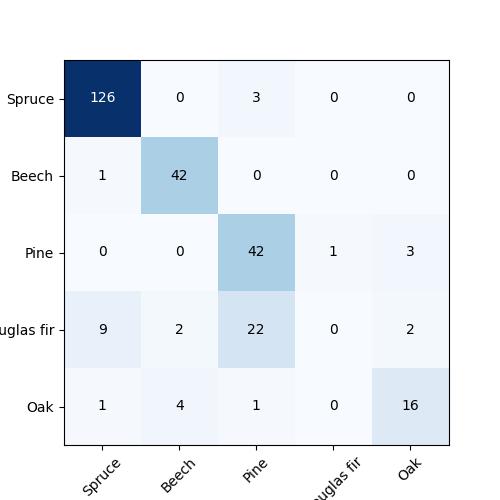 Spruce 126 0 3 0 0
Beech 1 42 0 0 0
Pine 0 0 42 1 3
uglas fir 9 2 22 0 2
Oak 1 4 1 0 16
Spruce Beech Pine uglas fir Oak